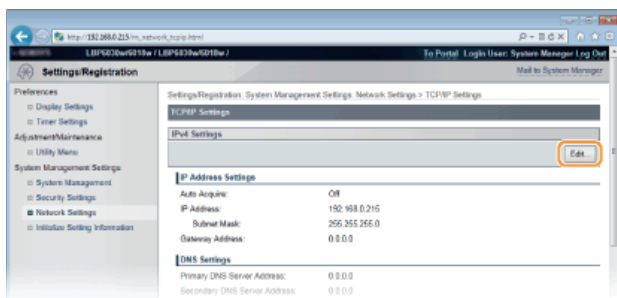 http://192.168.0.215/m_network_tcpip.html
LBP6030w/6018w / LBP6030w/6018w /
To Portal Login User: System Manager Log Out
Settings/Registration
Mail to System Manager
Preferences
Display Settings
Timer Settings
Adjustment/Maintenance
Utility Menu
System Management Settings
System Management
Security Settings
Network Settings
Initialize Setting Information
Settings/Registration: System Management Settings: Network Settings > TCP/IP Settings
TCP/IP Settings
IPv4 Settings
Edit...
IP Address Settings
Auto Acquire: Off
IP Address: 192.168.0.215
Subnet Mask: 255.255.255.0
Gateway Address: 0.0.0.0
DNS Settings
Primary DNS Server Address: 0.0.0.0
Secondary DNS Server Address: 0.0.0.0